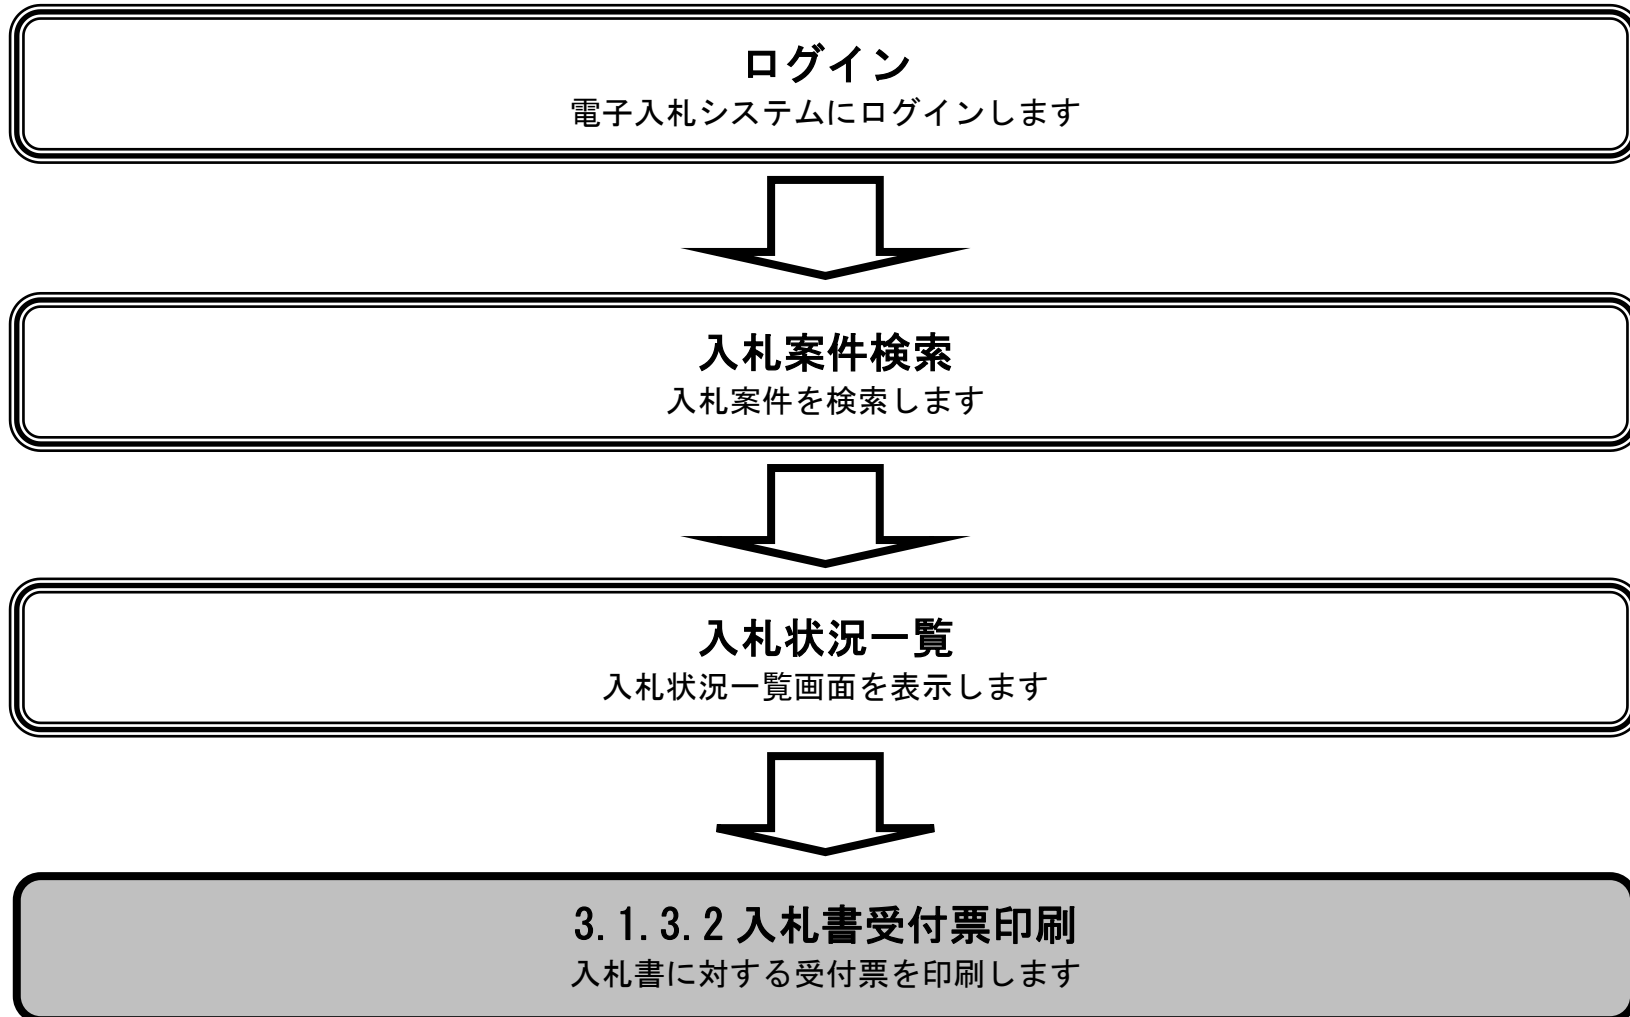 ログイン
電子入札システムにログインします
入札案件検索
入札案件を検索します
入札状況一覧
入札状況一覧画面を表示します
3.1.3.2入札書受付票印刷
入札書に対する受付票を印刷します